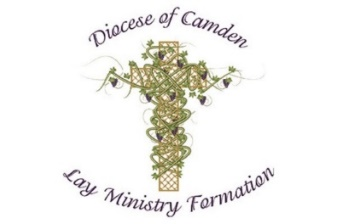 Diocese of Camden
Lay Ministry Formation